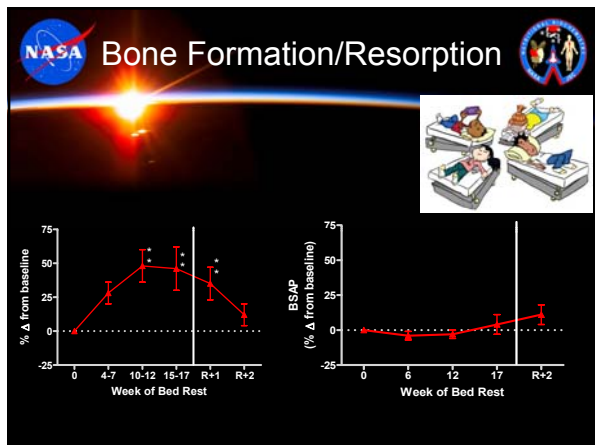 NASA
Bone Formation/Resorption
75
50
25
0
-25
% Δ from baseline
**
**
**
0 4-7 10-12 15-17 R+1 R+2
Week of Bed Rest
75
50
25
0
-25
BSAP
(% Δ from baseline)
0 6 12 17 R+2
Week of Bed Rest